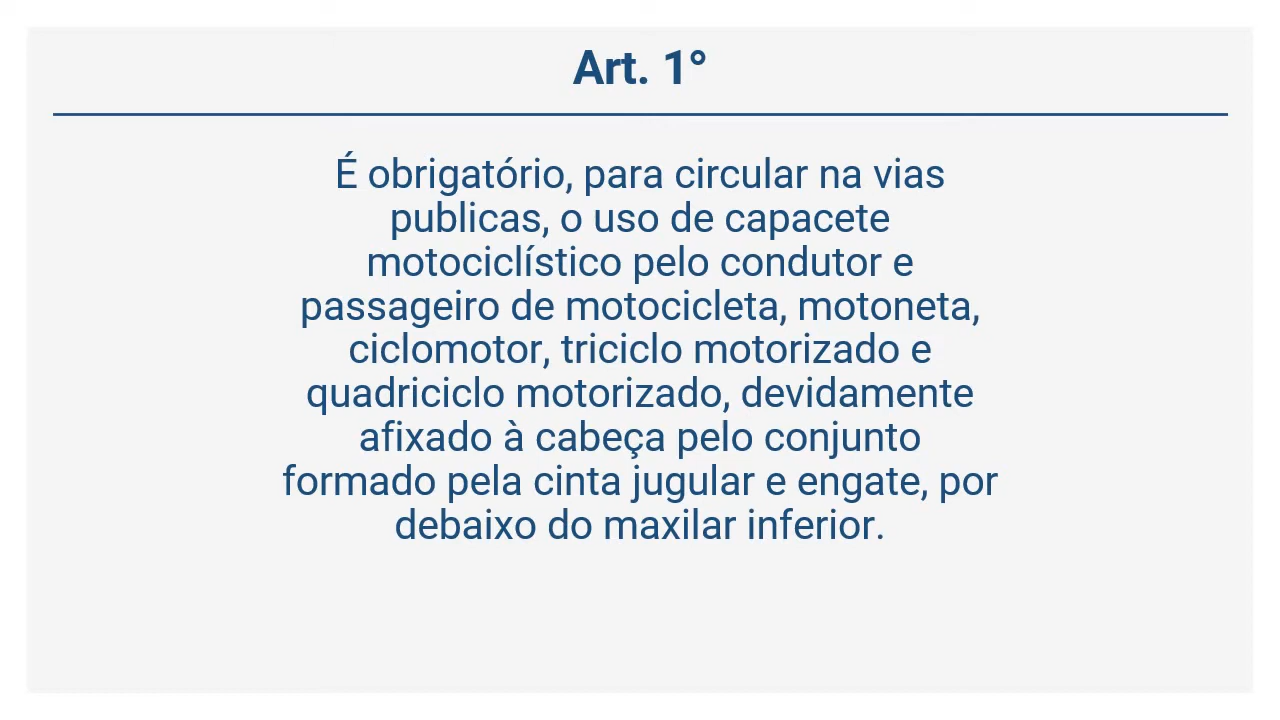 Art. 1°
É obrigatório, para circular na vias
publicas, o uso de capacete
motociclístico pelo condutor e
passageiro de motocicleta, motoneta,
ciclomotor, triciclo motorizado e
quadriciclo motorizado, devidamente
afixado à cabeça pelo conjunto
formado pela cinta jugular e engate, por
debaixo do maxilar inferior.